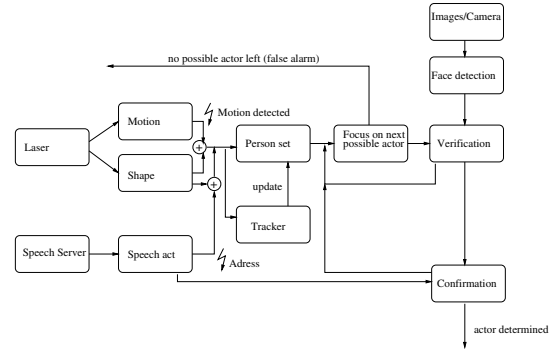 Images/Camera
no possible actor left (false alarm)
Face detection
Motion
Motion detected
Laser
+
Person set
Focus on next
possible actor
Verification
Shape
+
update
Tracker
Speech Server
Speech act
Adress
Confirmation
actor determined